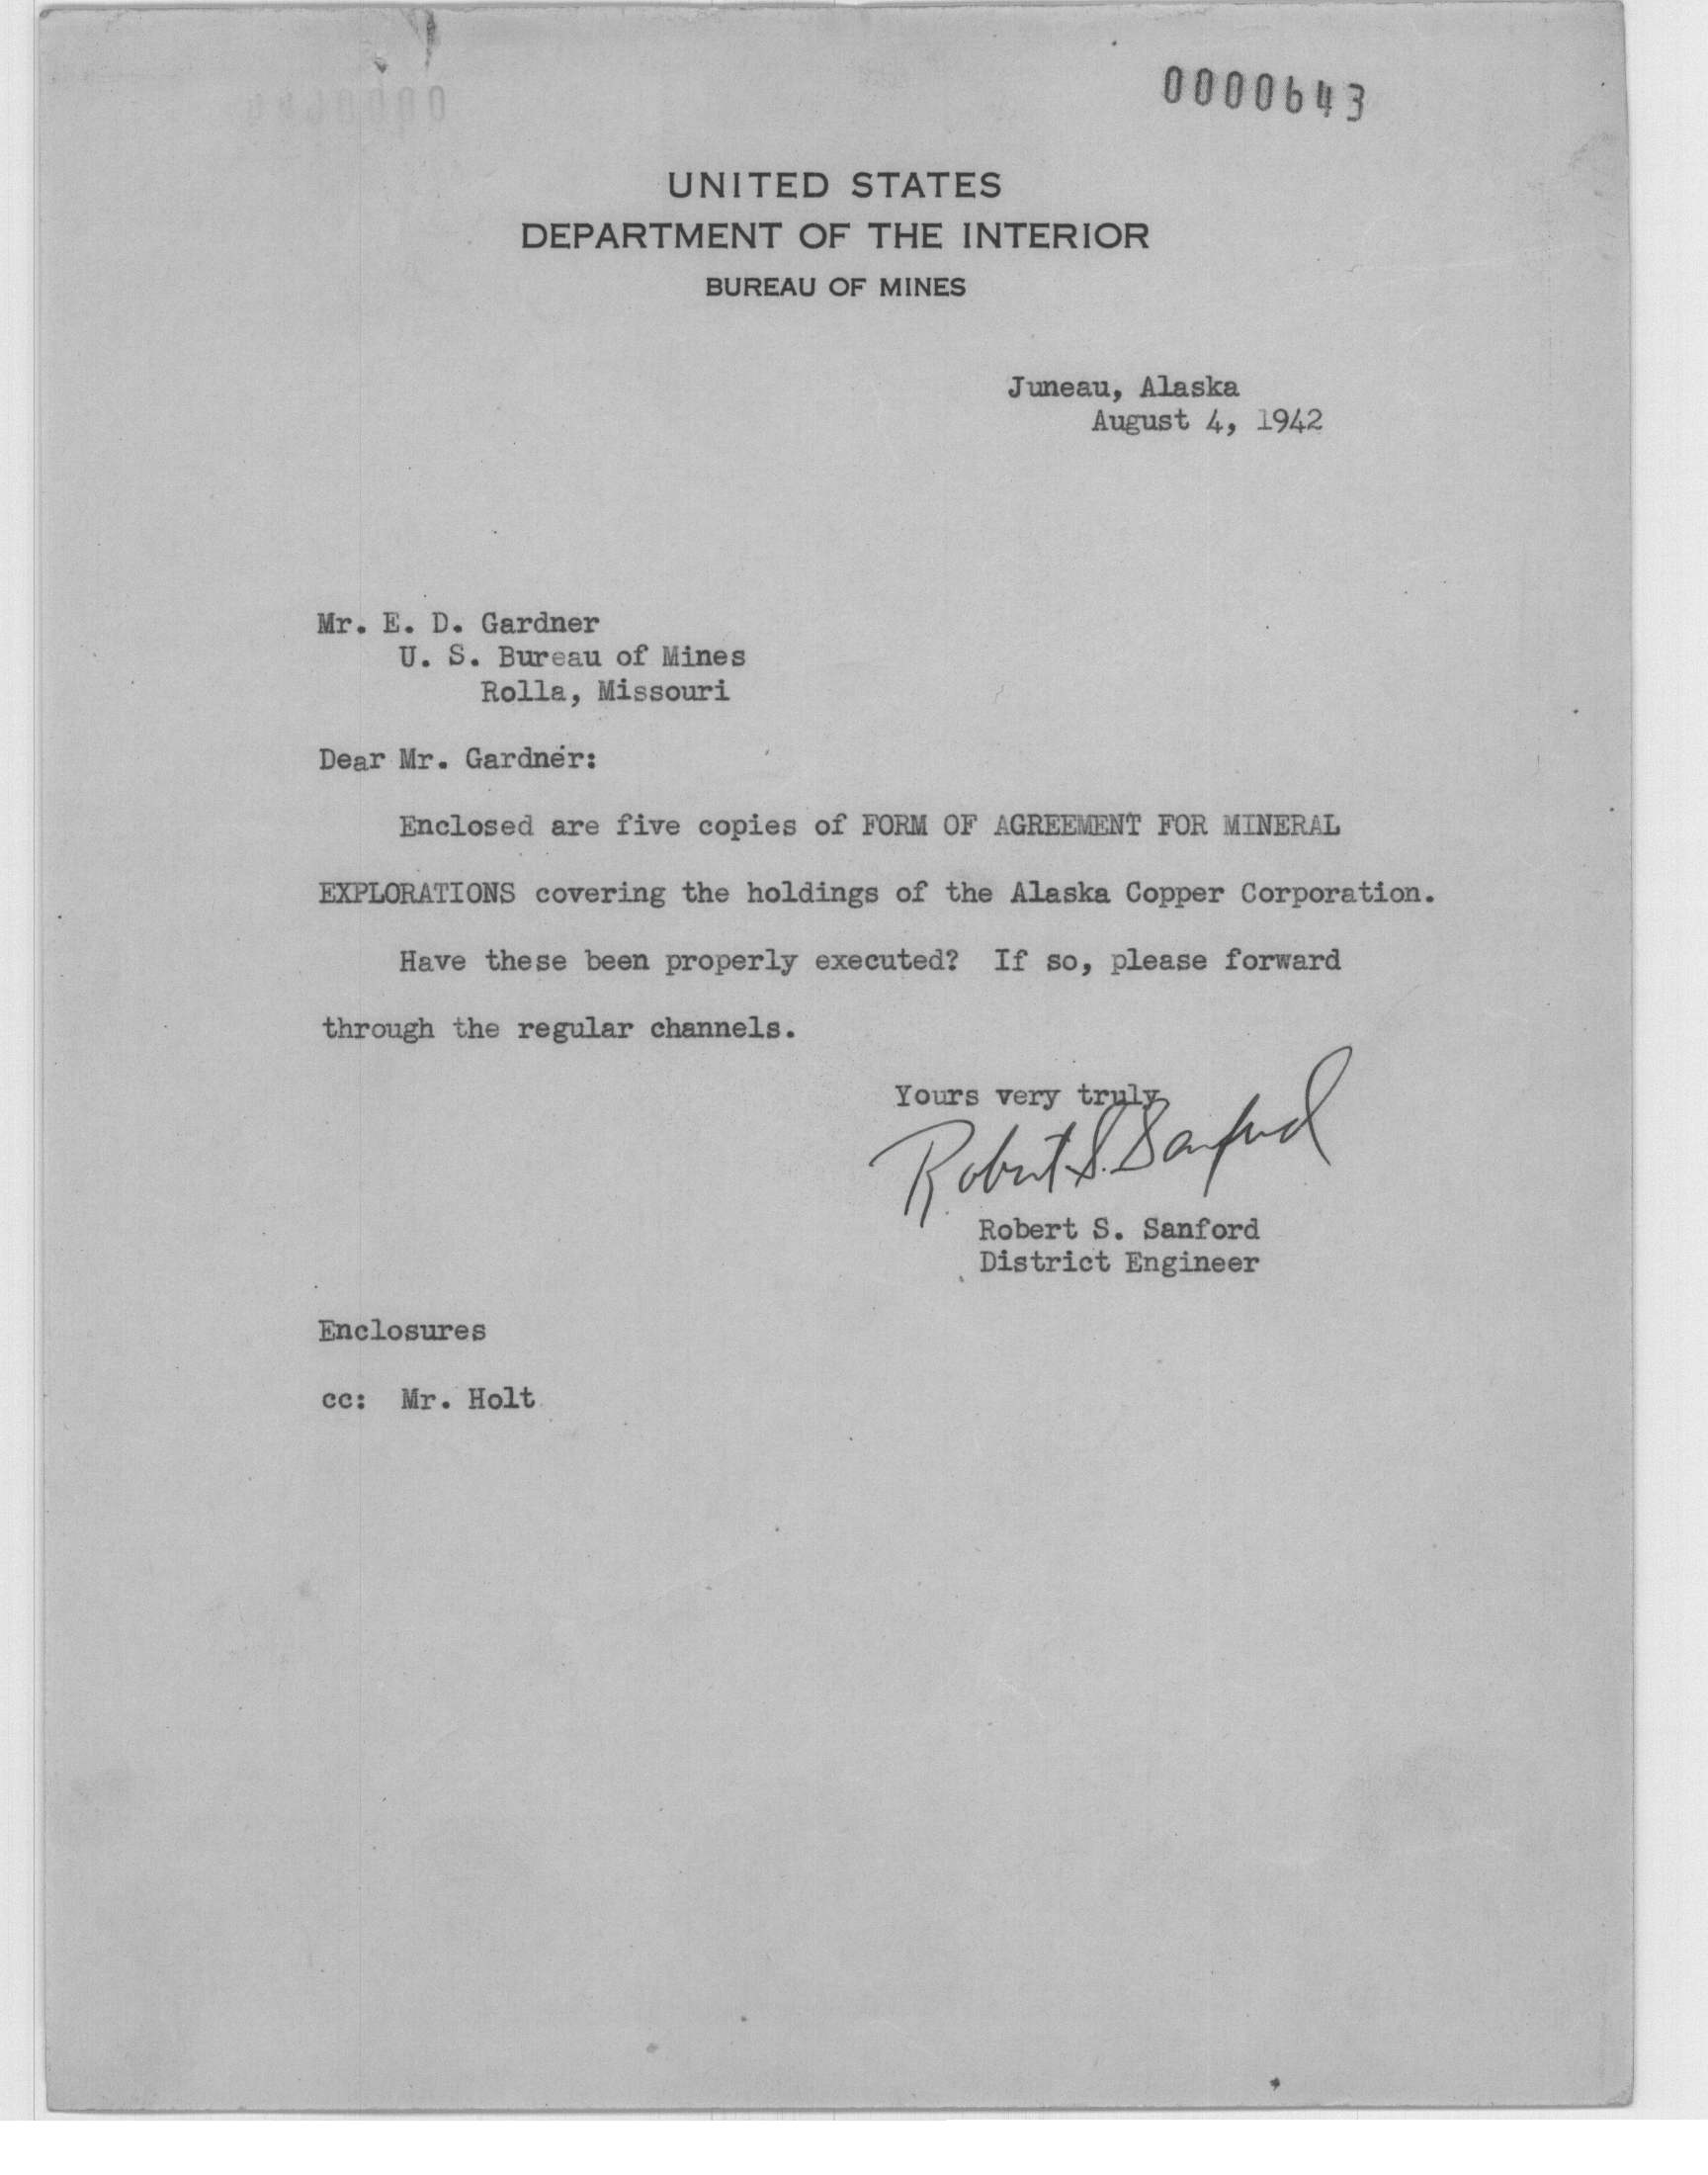 0000643
UNITED STATES
DEPARTMENT OF THE INTERIOR
BUREAU OF MINES
Juneau, Alaska
August 4, 1942
Mr. E. D. Gardner
U. S. Bureau of Mines
Rolla, Missouri
Dear Mr. Gardner:
Enclosed are five copies of FORM OF AGREEMENT FOR MINERAL
EXPLORATIONS covering the holdings of the Alaska Copper Corporation.
Have these been properly executed? If so, please forward
through the regular channels.
Yours very truly
Robert S. Sanford
Robert S. Sanford
District Engineer
Enclosures
cc: Mr. Holt